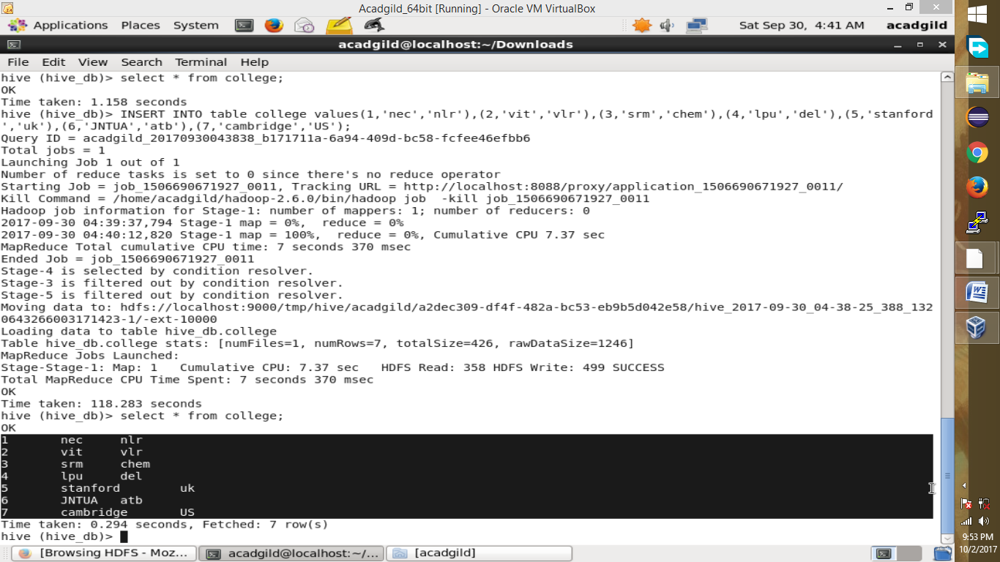 Acadgild_64bit [Running] - Oracle VM VirtualBox
Applications Places System Sat Sep 30, 4:41 AM acadgild
acadgild@localhost:~/Downloads
File Edit View Search Terminal Help
hive (hive_db)> select * from college;
OK
Time taken: 1.158 seconds
hive (hive_db)> INSERT INTO table college values(1,'nec','nlr'),(2,'vit','vlr'),(3,'srm','chem'),(4,'lpu','del'),(5,'stanford
','uk'),(6,'JNTUA','atb'),(7,'cambridge','US');
Query ID = acadgild_20170930043838_b171711a-6a94-409d-bc58-fcfee46efbb6
Total jobs = 1
Launching Job 1 out of 1
Number of reduce tasks is set to 0 since there's no reduce operator
Starting Job = job_1506690671927_0011, Tracking URL = http://localhost:8088/proxy/application_1506690671927_0011/
Kill Command = /home/acadgild/hadoop-2.6.0/bin/hadoop job  -kill job_1506690671927_0011
Hadoop job information for Stage-1: number of mappers: 1; number of reducers: 0
2017-09-30 04:39:37,794 Stage-1 map = 0%,  reduce = 0%
2017-09-30 04:40:12,820 Stage-1 map = 100%,  reduce = 0%, Cumulative CPU 7.37 sec
MapReduce Total cumulative CPU time: 7 seconds 370 msec
Ended Job = job_1506690671927_0011
Stage-4 is selected by condition resolver.
Stage-3 is filtered out by condition resolver.
Stage-5 is filtered out by condition resolver.
Moving data to: hdfs://localhost:9000/tmp/hive/acadgild/a2dec309-df4f-482a-bc53-eb9b5d042e58/hive_2017-09-30_04-38-25_388_132
0643266003171423-1/-ext-10000
Loading data to table hive_db.college
Table hive_db.college stats: [numFiles=1, numRows=7, totalSize=426, rawDataSize=1246]
MapReduce Jobs Launched:
Stage-Stage-1: Map: 1   Cumulative CPU: 7.37 sec   HDFS Read: 358 HDFS Write: 499 SUCCESS
Total MapReduce CPU Time Spent: 7 seconds 370 msec
OK
Time taken: 118.283 seconds
hive (hive_db)> select * from college;
OK
1 nec nlr
2 vit vlr
3 srm chem
4 lpu del
5 stanford uk
6 JNTUA atb
7 cambridge US
Time taken: 0.294 seconds, Fetched: 7 row(s)
hive (hive_db)>
[Browsing HDFS - Moz... acadgild@localhost:~/... [acadgild]
9:53 PM
10/2/2017